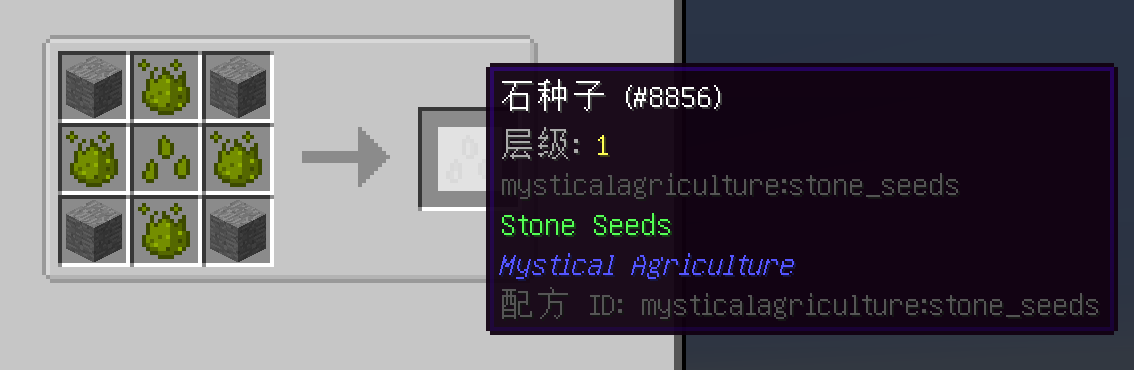 石种子 (#8856)
层级: 1
mysticalagriculture:stone_seeds
Stone Seeds
Mystical Agriculture
配方 ID: mysticalagriculture:stone_seeds